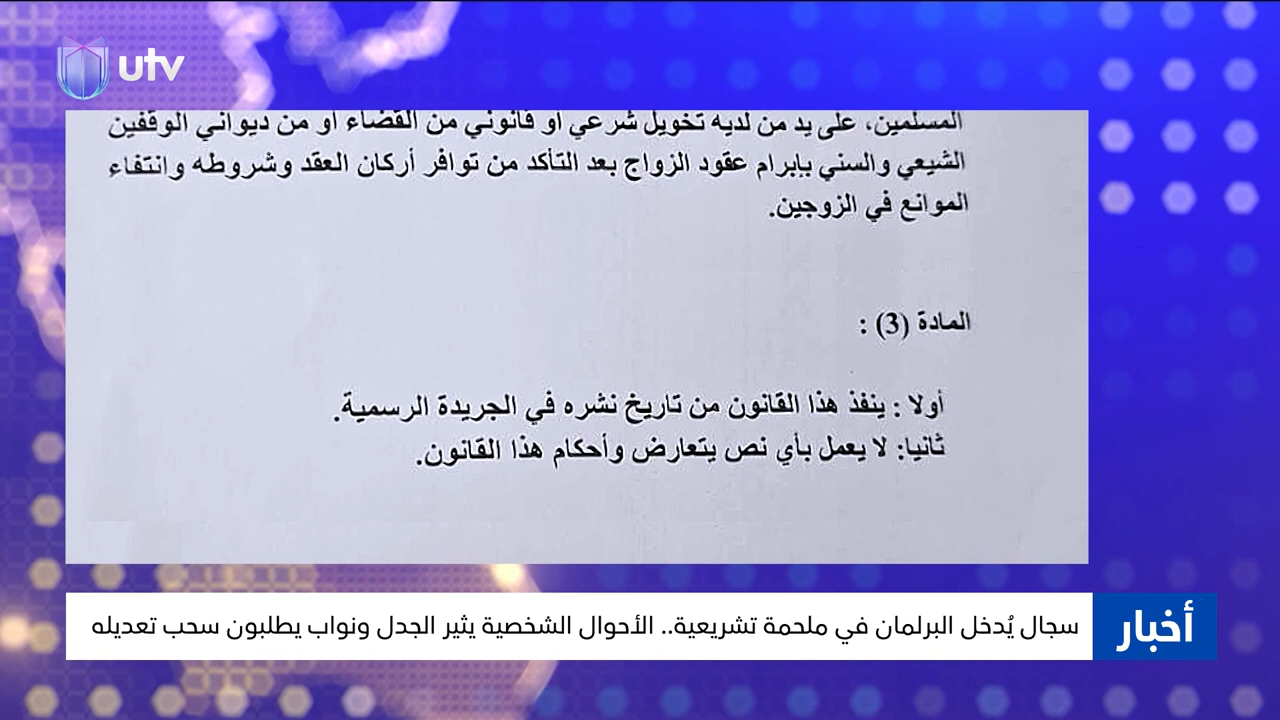 utv
المسلمين، على يد من لديه تخويل شرعي او قانوني من القضاء او من ديواني الوقفين
الشيعي والسني بإبرام عقود الزواج بعد التأكد من توافر أركان العقد وشروطه وانتفاء
الموانع في الزوجين.
المادة (3) :
أولا : ينفذ هذا القانون من تاريخ نشره في الجريدة الرسمية.
ثانيا: لا يعمل بأي نص يتعارض وأحكام هذا القانون.
أخبار
سجال يُدخل البرلمان في ملحمة تشريعية.. الأحوال الشخصية يثير الجدل ونواب يطلبون سحب تعديله